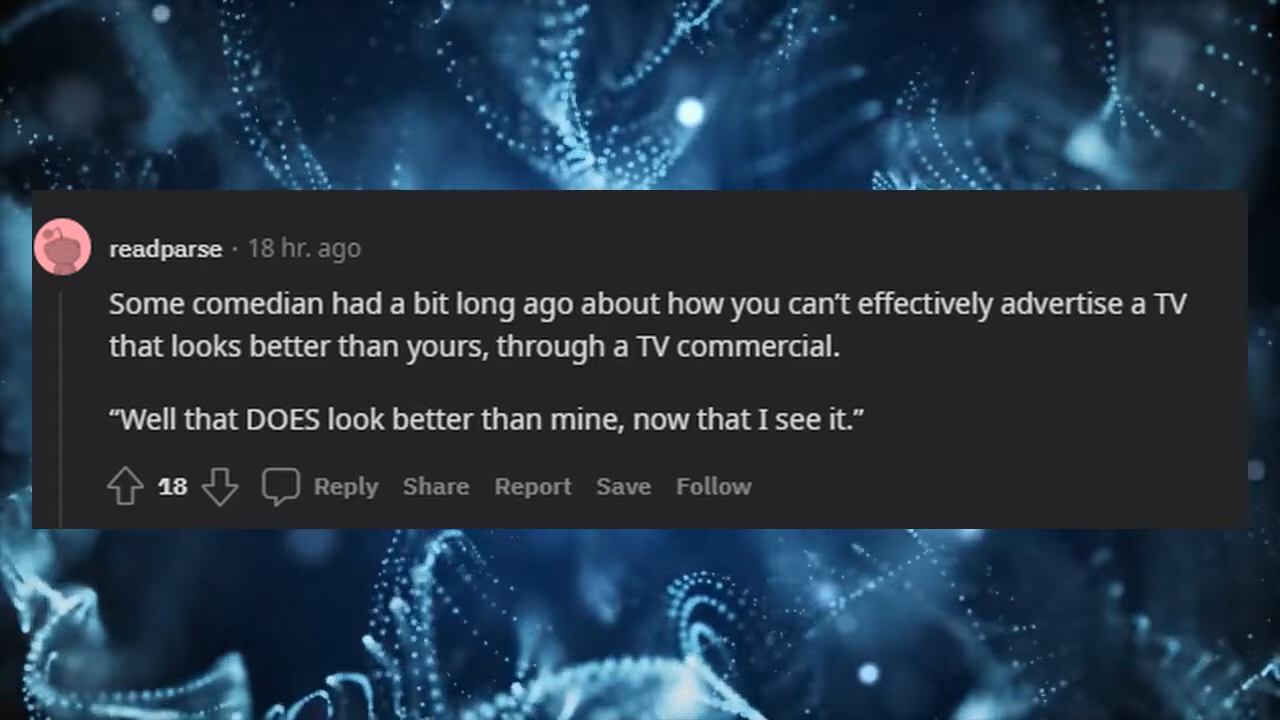 readparse · 18 hr. ago
Some comedian had a bit long ago about how you can’t effectively advertise a TV
that looks better than yours, through a TV commercial.
“Well that DOES look better than mine, now that I see it.”
18 Reply Share Report Save Follow